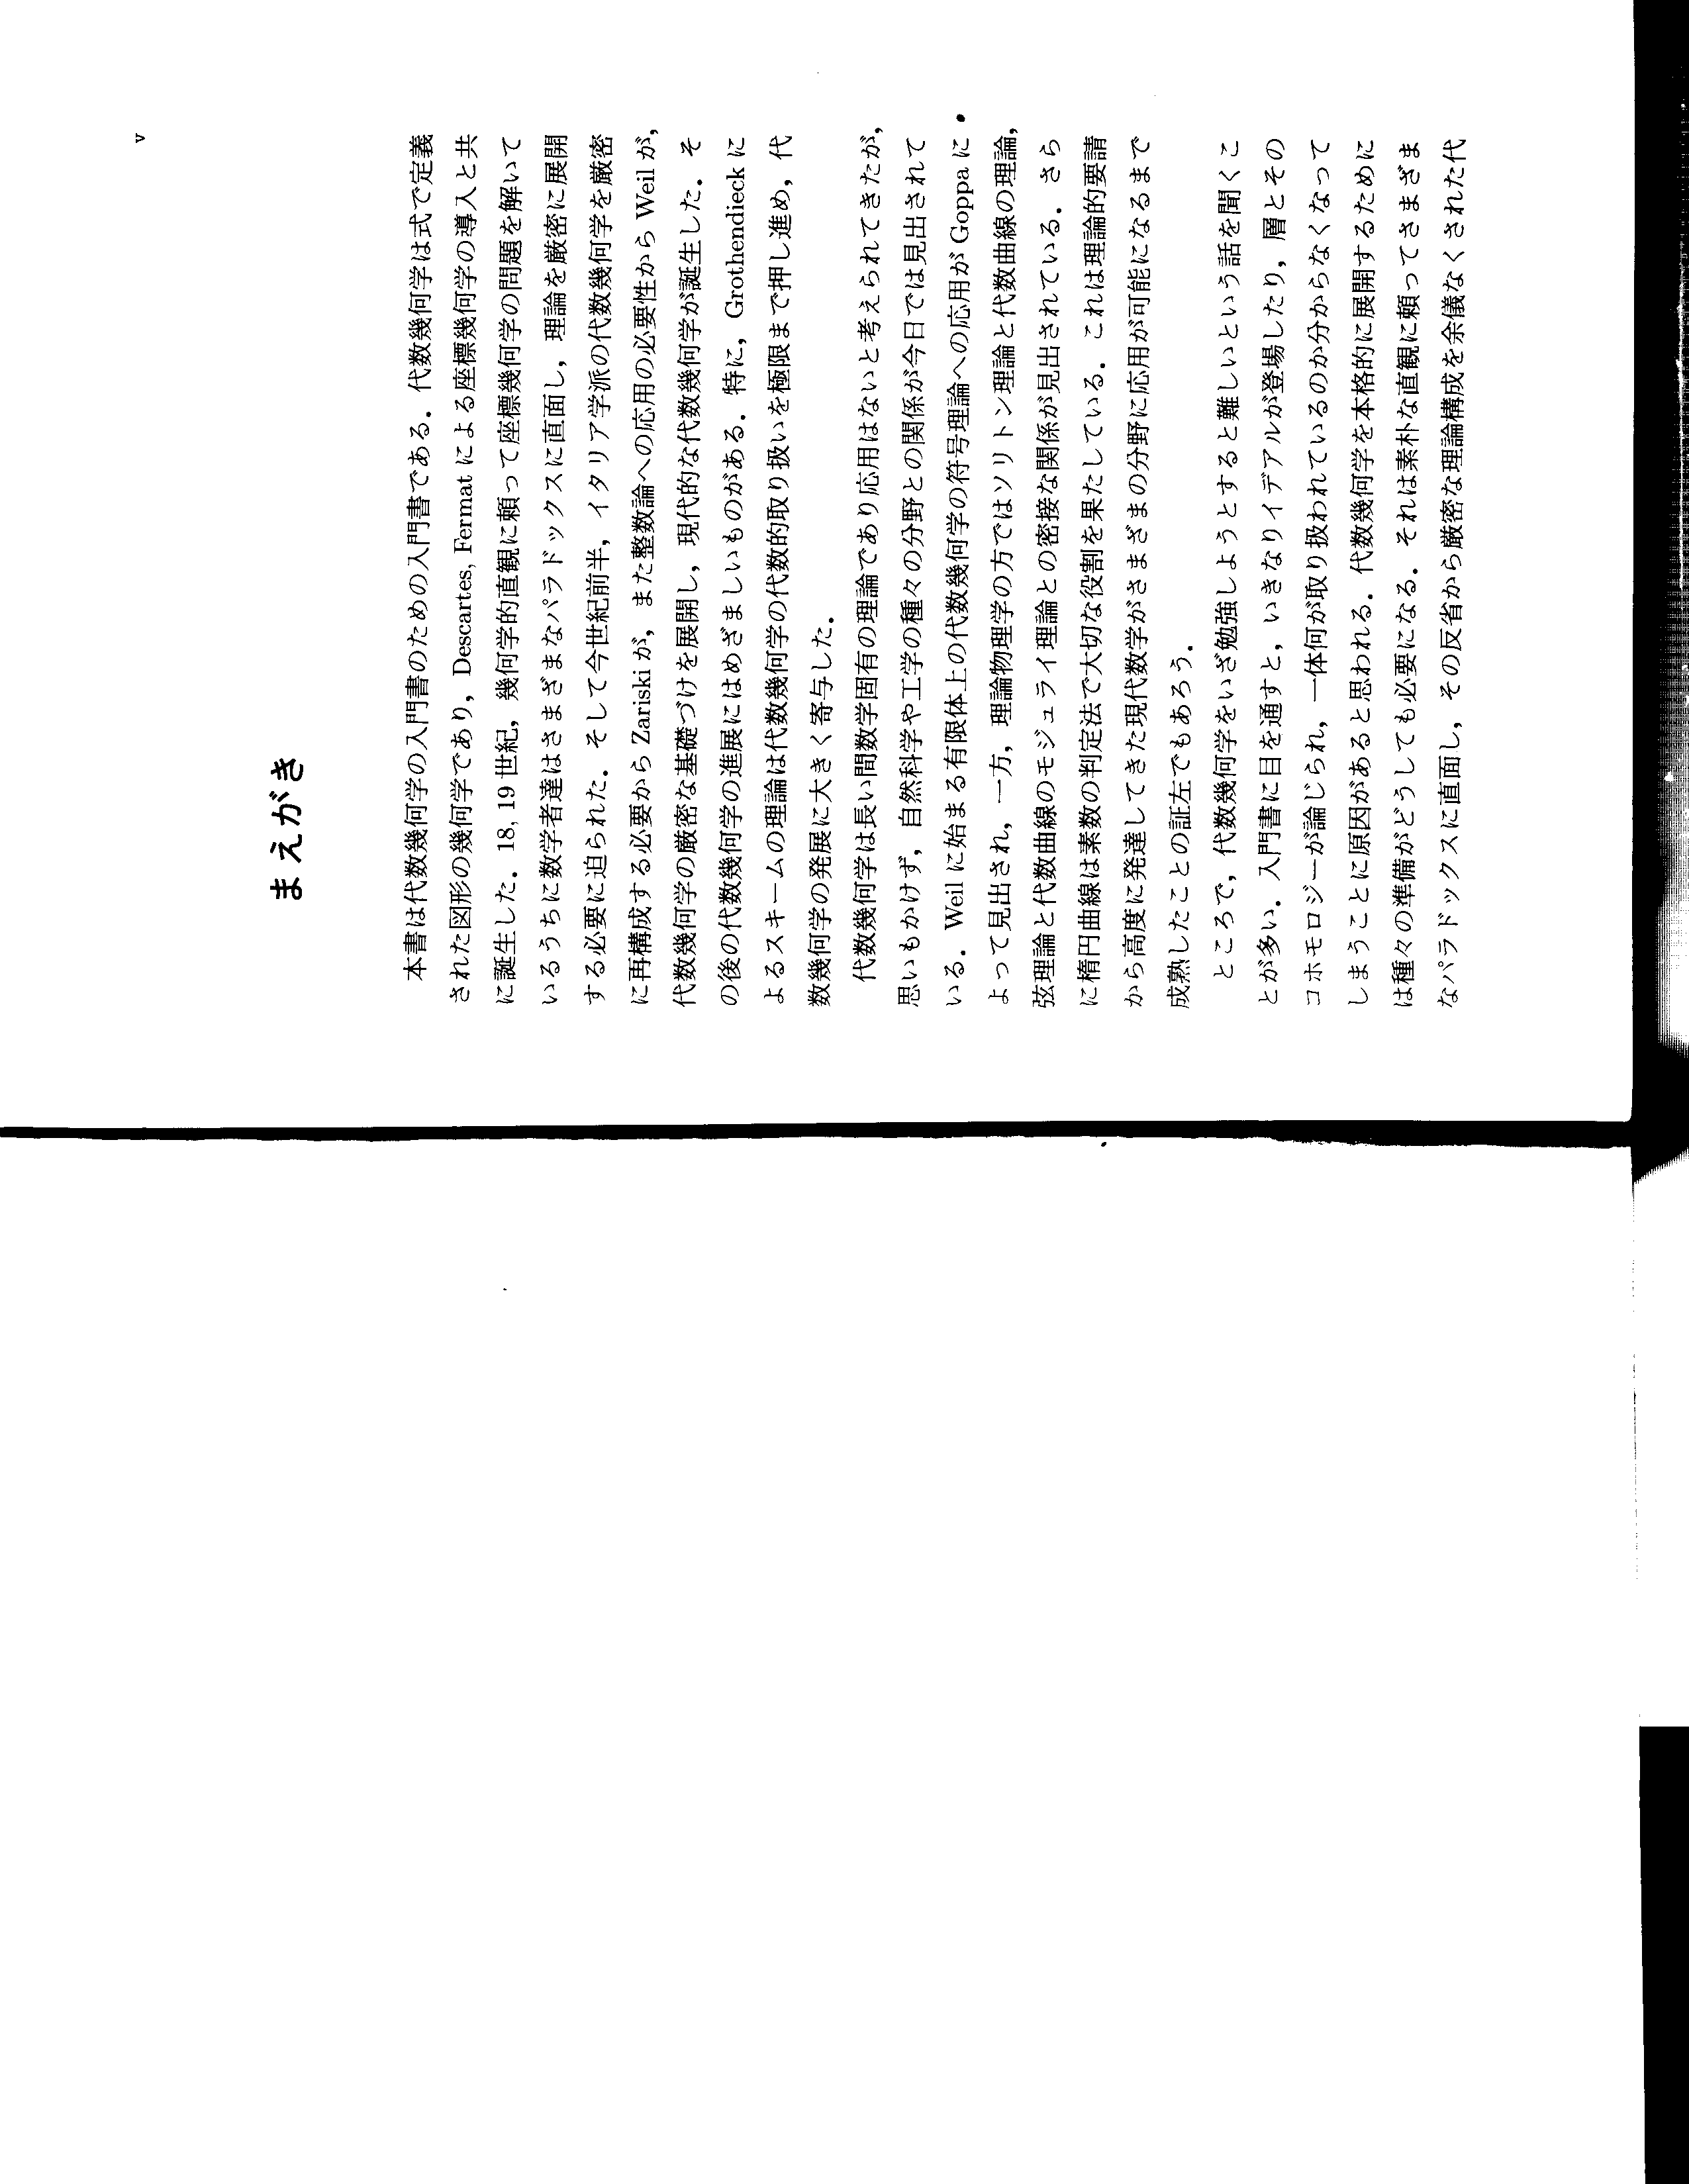 v
まえがき
本書は代数幾何学の入門書のための入門書である．代数幾何学は式で定義
された図形の幾何学であり，Descartes, Fermat による座標幾何学の導入と共
に誕生した．18, 19 世紀，幾何学的直観に頼って座標幾何学の問題を解いて
いるうちに数学者達はさまざまなパラドックスに直面し，理論を厳密に展開
する必要に迫られた．そして今世紀前半，イタリア学派の代数幾何学を厳密
に再構成する必要から Zariski が，また整数論への応用の必要性から Weil が，
代数幾何学の厳密な基礎づけを展開し，現代的な代数幾何学が誕生した．そ
の後の代数幾何学の進展にはめざましいものがある．特に，Grothendieck に
よるスキームの理論は代数幾何学の代数的取り扱いを極限まで押し進め，代
数幾何学の発展に大きく寄与した．
代数幾何学は長い間数学固有の理論であり応用はないと考えられてきたが，
思いもかけず，自然科学や工学の種々の分野との関係が今日では見出されて
いる．Weil に始まる有限体上の代数幾何学の符号理論への応用が Goppa に
よって見出され，一方，理論物理学の方ではソリトン理論と代数曲線の理論，
弦理論と代数曲線のモジュライ理論との密接な関係が見出されている．さら
に楕円曲線は素数の判定法で大切な役割を果たしている．これは理論的要請
から高度に発達してきた現代数学がさまざまの分野に応用が可能になるまで
成熟したことの証左でもあろう．
ところで，代数幾何学をいざ勉強しようとすると難しいという話を聞くこ
とが多い．入門書に目を通すと，いきなりイデアルが登場したり，層とその
コホモロジーが論じられ，一体何が取り扱われているのか分からなくなって
しまうことに原因があると思われる．代数幾何学を本格的に展開するために
は種々の準備がどうしても必要になる．それは素朴な直観に頼ってさまざま
なパラドックスに直面し，その反省から厳密な理論構成を余儀なくされた代